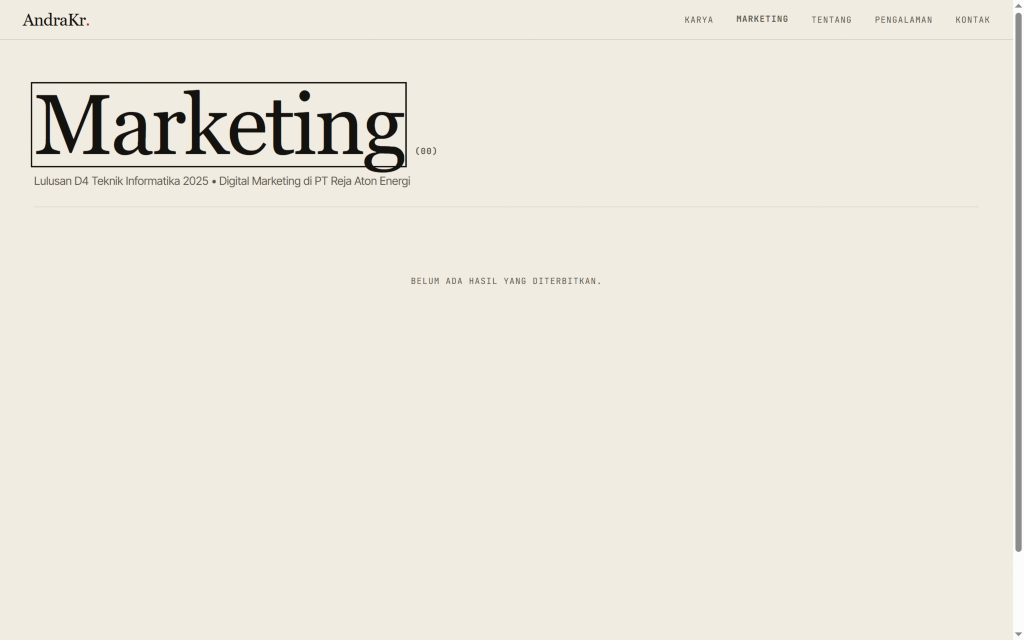 AndraKr.
KARYA MARKETING TENTANG PENGALAMAN KONTAK
Marketing (00)
Lulusan D4 Teknik Informatika 2025 • Digital Marketing di PT Reja Aton Energi
BELUM ADA HASIL YANG DITERBITKAN.